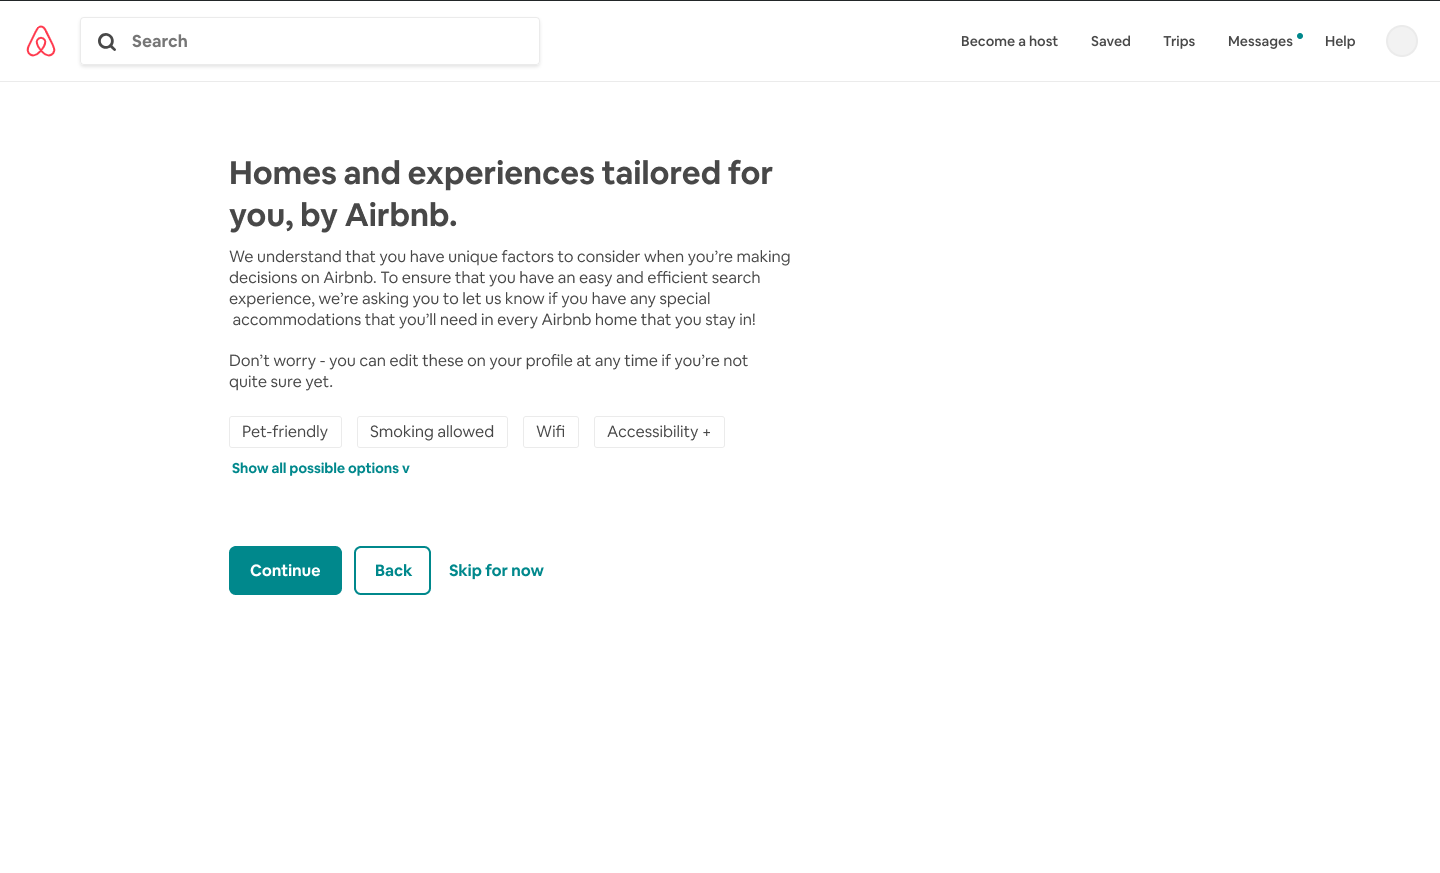 Search
Become a host
Saved
Trips
Messages
Help
Homes and experiences tailored for
you, by Airbnb.
We understand that you have unique factors to consider when you’re making
decisions on Airbnb. To ensure that you have an easy and efficient search
experience, we’re asking you to let us know if you have any special
accommodations that you’ll need in every Airbnb home that you stay in!
Don’t worry - you can edit these on your profile at any time if you’re not
quite sure yet.
Pet-friendly
Smoking allowed
Wifi
Accessibility +
Show all possible options v
Continue
Back
Skip for now